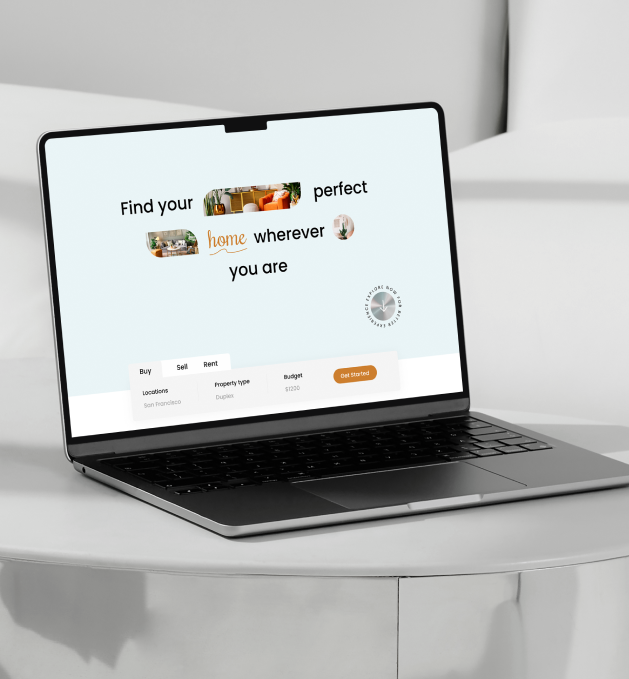 Find your perfect
home wherever
you are
EXPLORE NOW FOR BETTER EXPERIENCE
Buy Sell Rent
Locations Property type Budget Get Started
San Francisco Duplex $1200